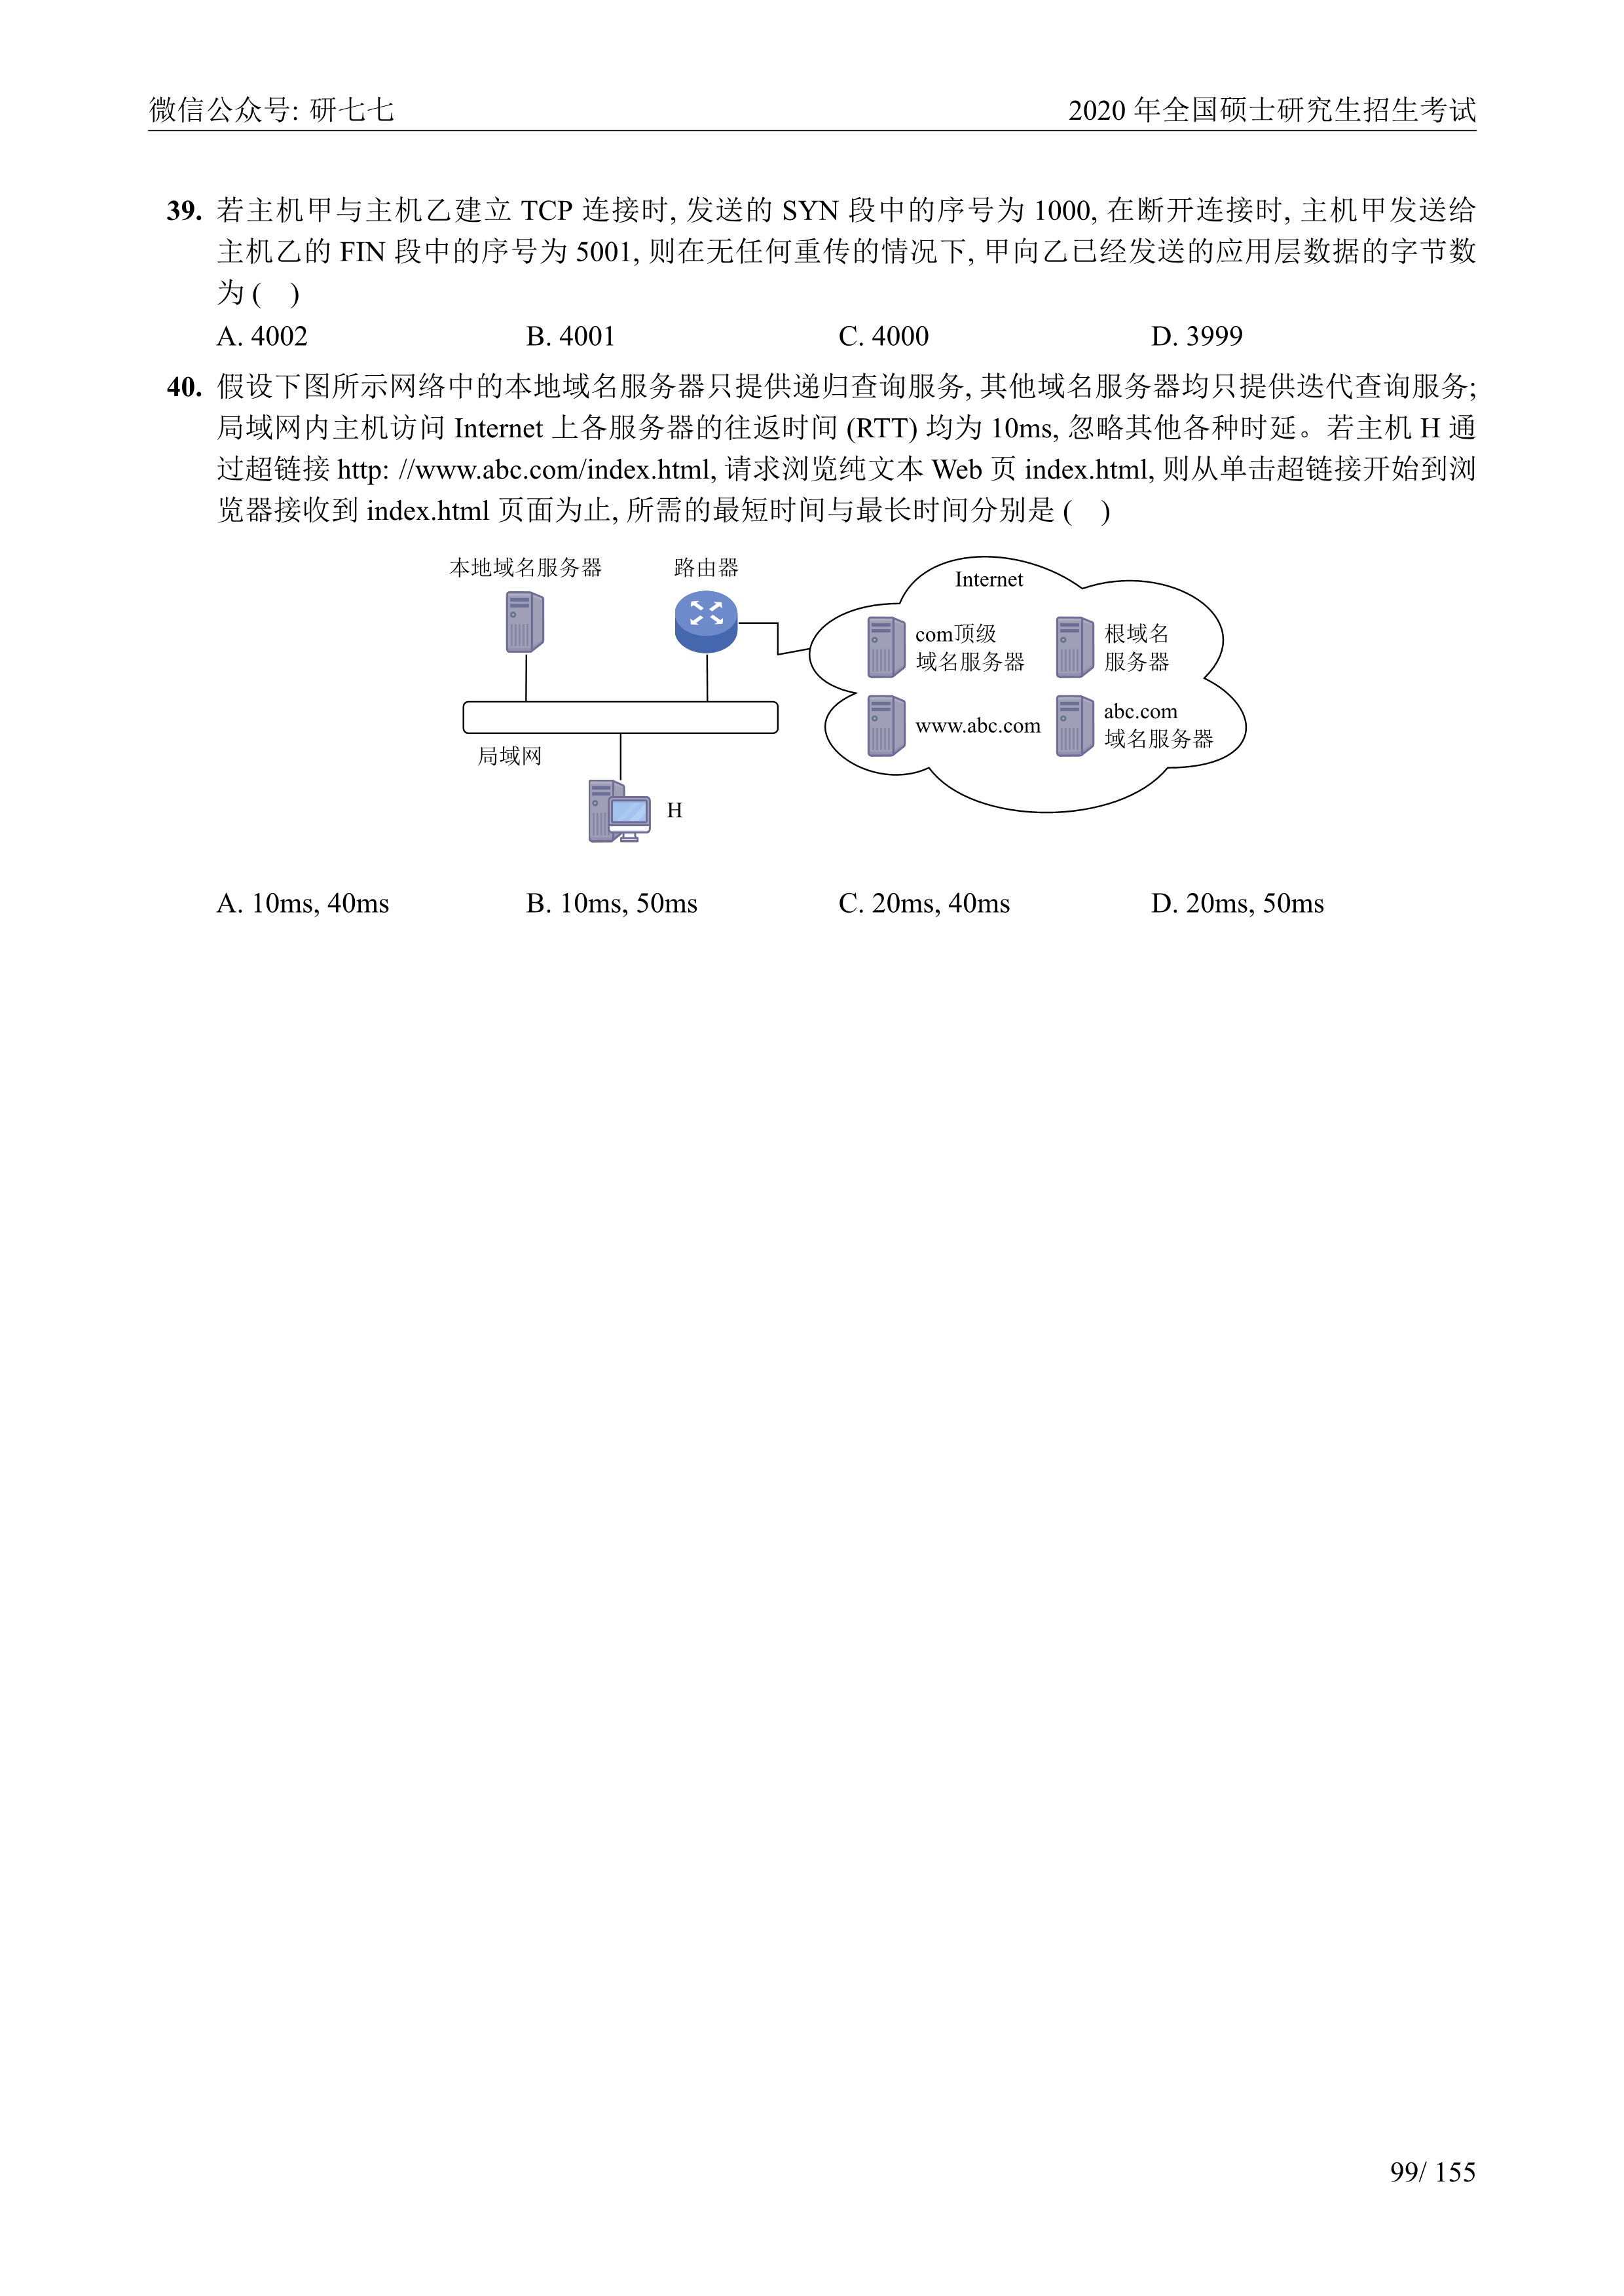 微信公众号: 研七七
2020 年全国硕士研究生招生考试
39. 若主机甲与主机乙建立 TCP 连接时, 发送的 SYN 段中的序号为 1000, 在断开连接时, 主机甲发送给
主机乙的 FIN 段中的序号为 5001, 则在无任何重传的情况下, 甲向乙已经发送的应用层数据的字节数
为 (   )
A. 4002 B. 4001 C. 4000 D. 3999
40. 假设下图所示网络中的本地域名服务器只提供递归查询服务, 其他域名服务器均只提供迭代查询服务;
局域网内主机访问 Internet 上各服务器的往返时间 (RTT) 均为 10ms, 忽略其他各种时延。若主机 H 通
过超链接 http: //www.abc.com/index.html, 请求浏览纯文本 Web 页 index.html, 则从单击超链接开始到浏
览器接收到 index.html 页面为止, 所需的最短时间与最长时间分别是 (   )
本地域名服务器
路由器
Internet
com顶级
域名服务器
根域名
服务器
www.abc.com
abc.com
域名服务器
局域网
H
A. 10ms, 40ms B. 10ms, 50ms C. 20ms, 40ms D. 20ms, 50ms
99/ 155